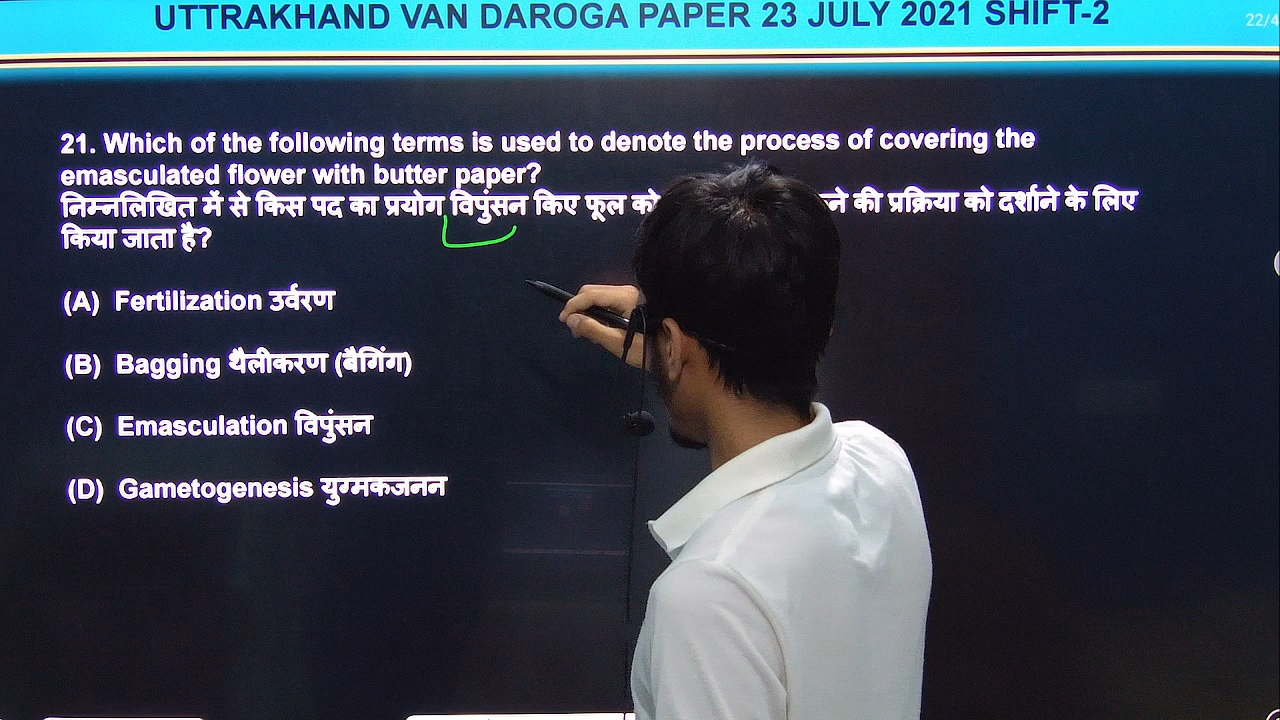 UTTRAKHAND VAN DAROGA PAPER 23 JULY 2021 SHIFT-2
22/4
21. Which of the following terms is used to denote the process of covering the
emasculated flower with butter paper?
निम्नलिखित में से किस पद का प्रयोग विपुंसन किए फूल को की प्रक्रिया को दर्शाने के लिए
किया जाता है?
(A) Fertilization उर्वरण
(B) Bagging थैलीकरण (बैगिंग)
(C) Emasculation विपुंसन
(D) Gametogenesis युग्मकजनन